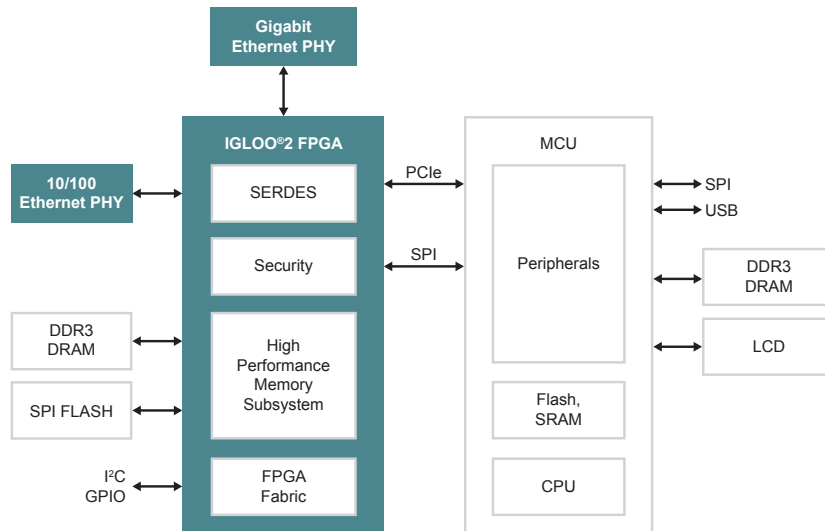 Gigabit
Ethernet PHY
IGLOO®2 FPGA
MCU
10/100
Ethernet PHY
SERDES
PCIe
SPI
USB
Security
SPI
Peripherals
DDR3
DRAM
DDR3
DRAM
High
Performance
Memory
Subsystem
LCD
SPI FLASH
Flash,
SRAM
I²C
GPIO
FPGA
Fabric
CPU